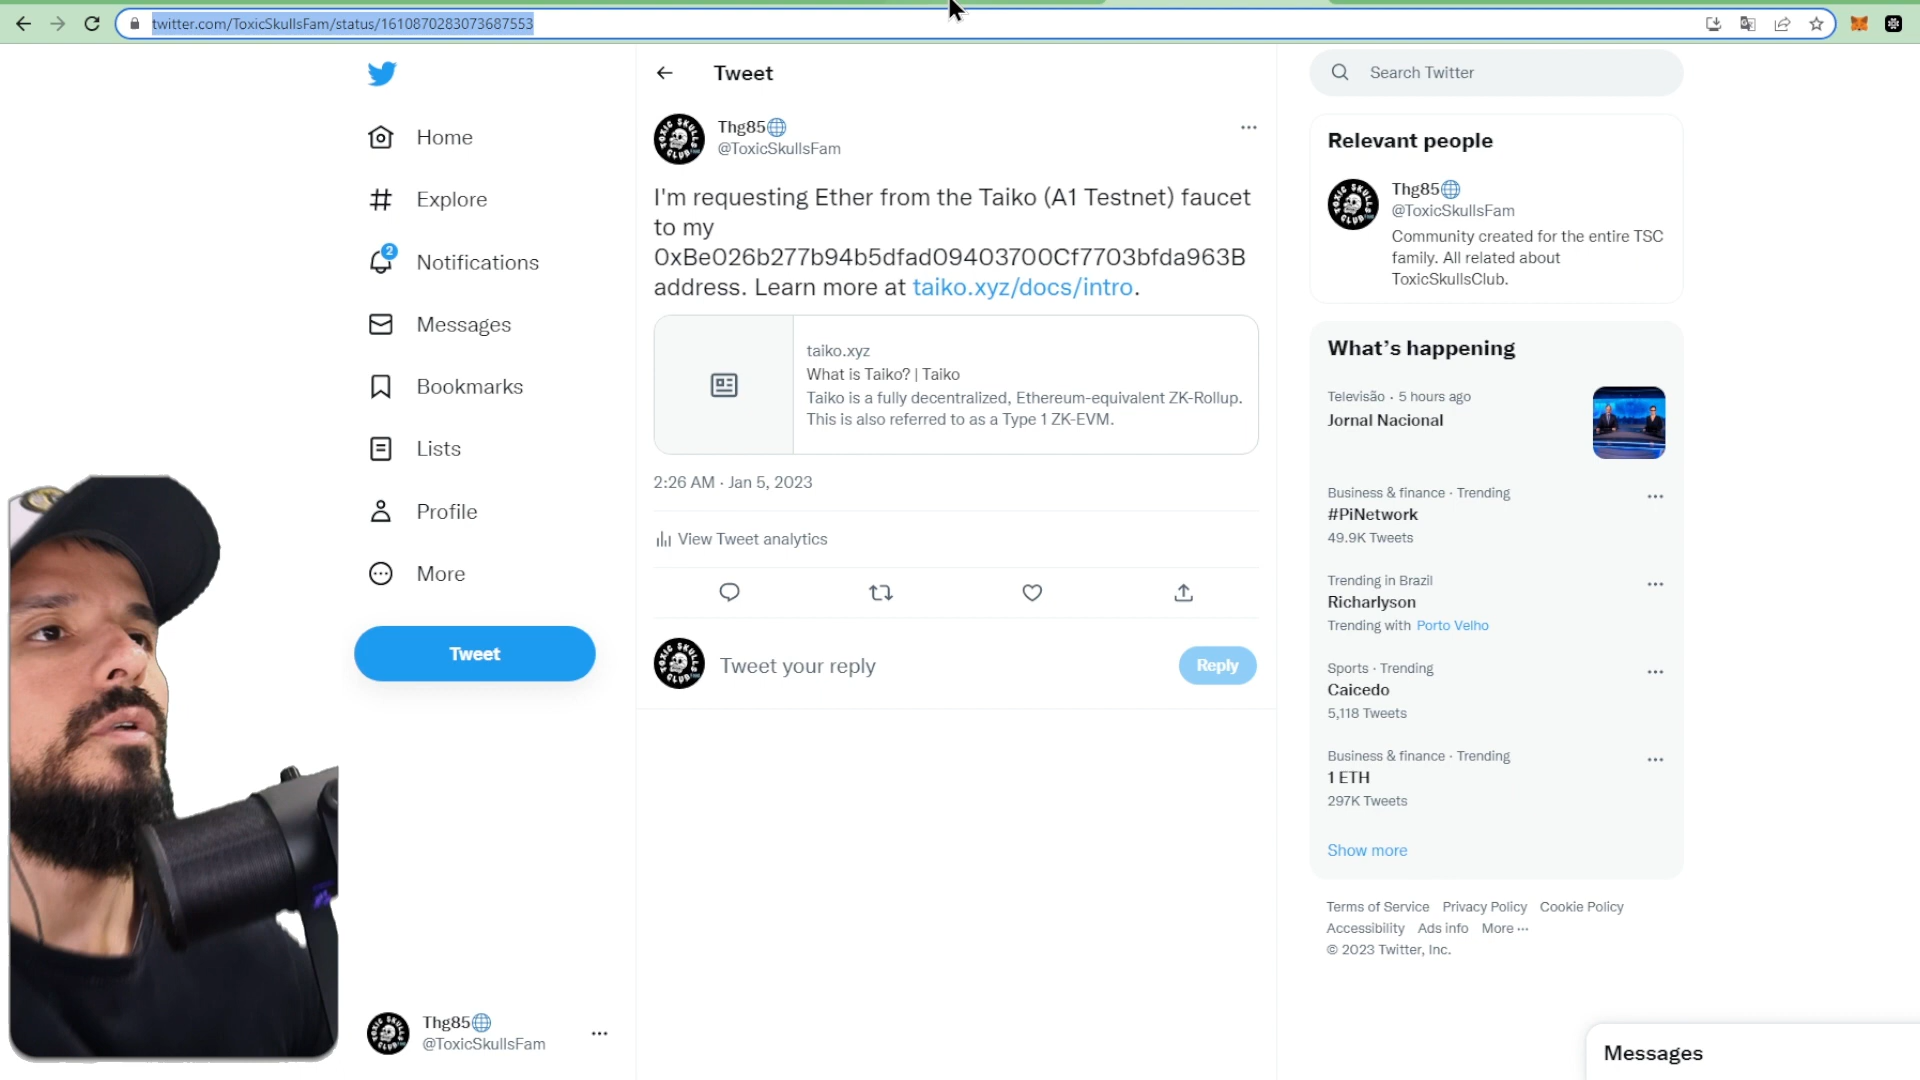 twitter.com/ToxicSkullsFam/status/1610870283073687553
Home
Explore
2
Notifications
Messages
Bookmarks
Lists
Profile
More
Tweet
Thg85
@ToxicSkullsFam
Tweet
Thg85
@ToxicSkullsFam
I'm requesting Ether from the Taiko (A1 Testnet) faucet
to my
0xBe026b277b94b5dfad09403700Cf7703bfda963B
address. Learn more at taiko.xyz/docs/intro.
taiko.xyz
What is Taiko? | Taiko
Taiko is a fully decentralized, Ethereum-equivalent ZK-Rollup.
This is also referred to as a Type 1 ZK-EVM.
2:26 AM · Jan 5, 2023
View Tweet analytics
Tweet your reply
Reply
Search Twitter
Relevant people
Thg85
@ToxicSkullsFam
Community created for the entire TSC
family. All related about
ToxicSkullsClub.
What's happening
Televisão · 5 hours ago
Jornal Nacional
Business & finance · Trending
#PiNetwork
49.9K Tweets
Trending in Brazil
Richarlyson
Trending with Porto Velho
Sports · Trending
Caicedo
5,118 Tweets
Business & finance · Trending
1 ETH
297K Tweets
Show more
Terms of Service Privacy Policy Cookie Policy
Accessibility Ads info More ···
© 2023 Twitter, Inc.
Messages